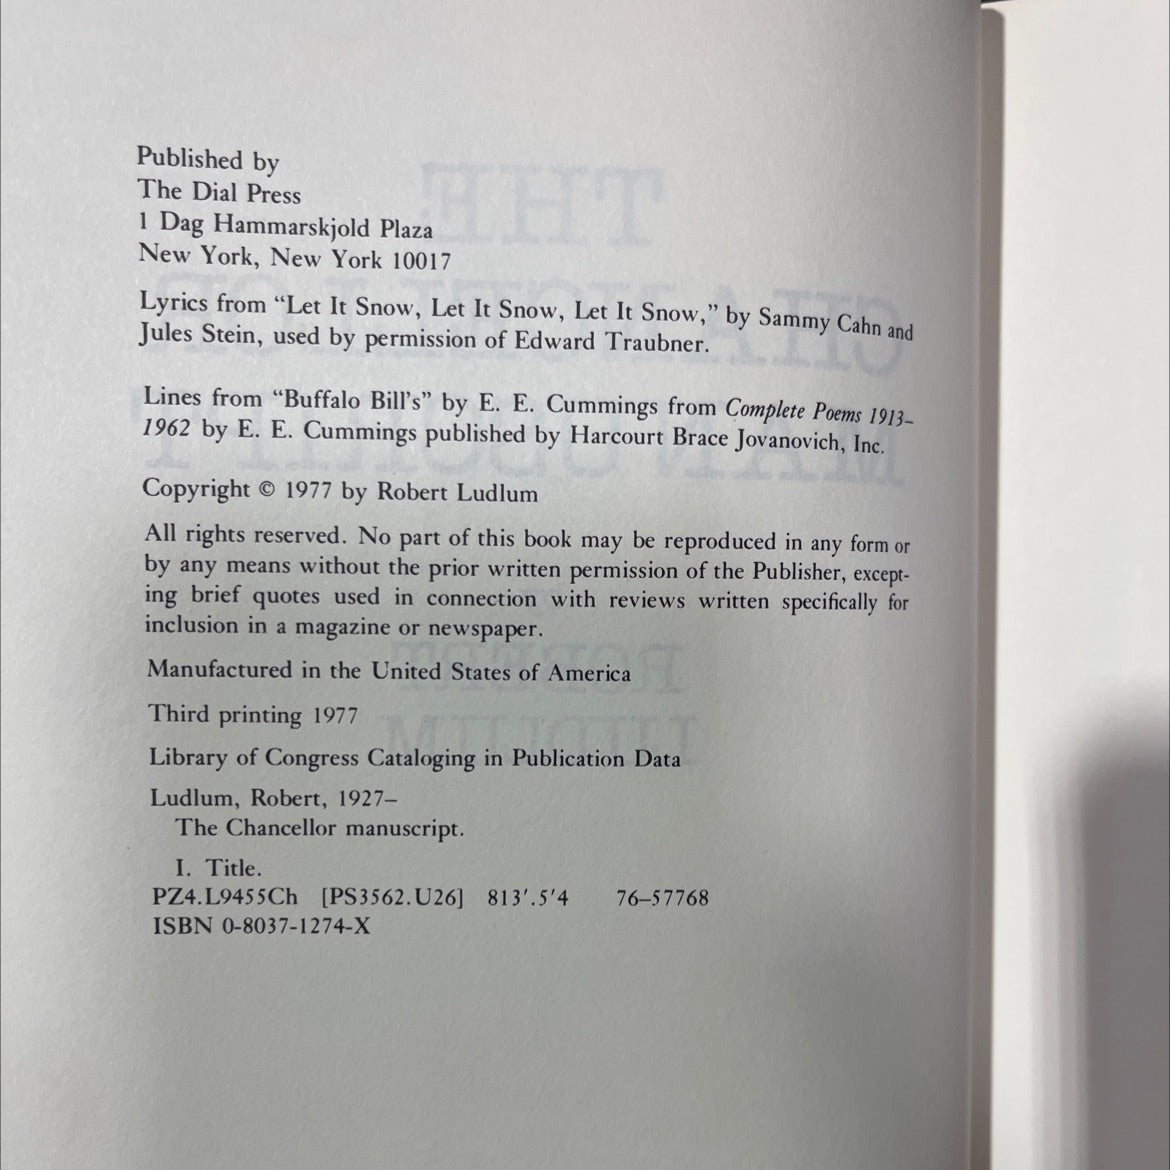 Published by
The Dial Press
1 Dag Hammarskjold Plaza
New York, New York 10017
Lyrics from “Let It Snow, Let It Snow, Let It Snow,” by Sammy Cahn and
Jules Stein, used by permission of Edward Traubner.
Lines from “Buffalo Bill’s” by E. E. Cummings from Complete Poems 1913–
1962 by E. E. Cummings published by Harcourt Brace Jovanovich, Inc.
Copyright © 1977 by Robert Ludlum
All rights reserved. No part of this book may be reproduced in any form or
by any means without the prior written permission of the Publisher, except-
ing brief quotes used in connection with reviews written specifically for
inclusion in a magazine or newspaper.
Manufactured in the United States of America
Third printing 1977
Library of Congress Cataloging in Publication Data
Ludlum, Robert, 1927–
The Chancellor manuscript.
I. Title.
PZ4.L9455Ch [PS3562.U26] 813′.5′4 76–57768
ISBN 0-8037-1274-X
THE
CHANCELLOR
MANUSCRIPT
ROBERT
LUDLUM